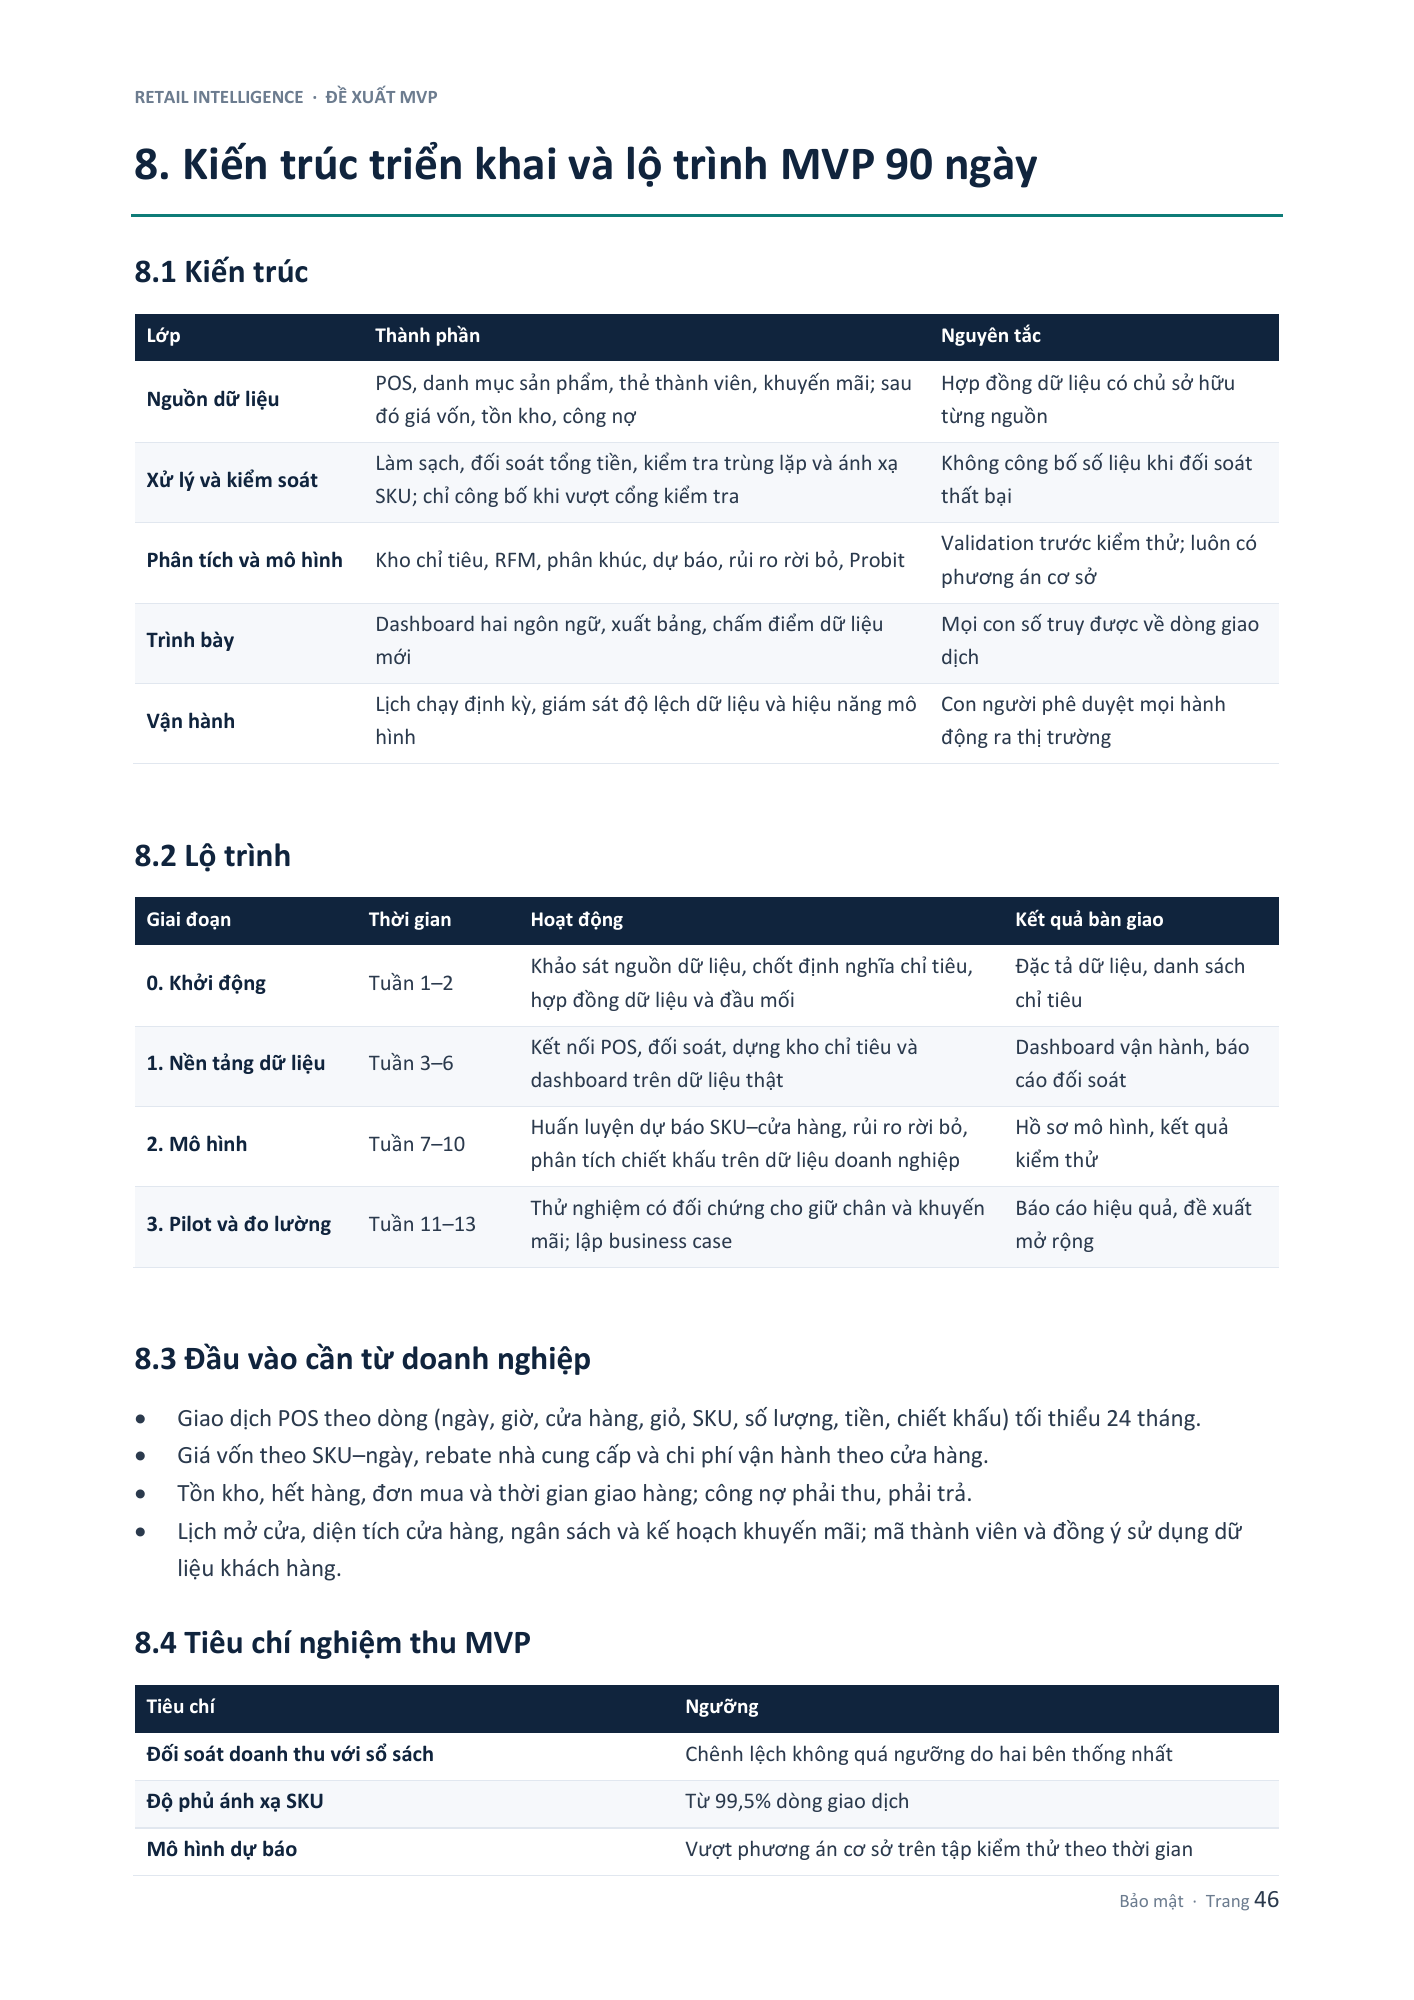 RETAIL INTELLIGENCE · ĐỀ XUẤT MVP
8. Kiến trúc triển khai và lộ trình MVP 90 ngày
8.1 Kiến trúc
Lớp Thành phần Nguyên tắc
Nguồn dữ liệu
POS, danh mục sản phẩm, thẻ thành viên, khuyến mãi; sau
đó giá vốn, tồn kho, công nợ
Hợp đồng dữ liệu có chủ sở hữu
từng nguồn
Xử lý và kiểm soát
Làm sạch, đối soát tổng tiền, kiểm tra trùng lặp và ánh xạ
SKU; chỉ công bố khi vượt cổng kiểm tra
Không công bố số liệu khi đối soát
thất bại
Phân tích và mô hình
Kho chỉ tiêu, RFM, phân khúc, dự báo, rủi ro rời bỏ, Probit
Validation trước kiểm thử; luôn có
phương án cơ sở
Trình bày
Dashboard hai ngôn ngữ, xuất bảng, chấm điểm dữ liệu
mới
Mọi con số truy được về dòng giao
dịch
Vận hành
Lịch chạy định kỳ, giám sát độ lệch dữ liệu và hiệu năng mô
hình
Con người phê duyệt mọi hành
động ra thị trường
8.2 Lộ trình
Giai đoạn Thời gian Hoạt động Kết quả bàn giao
0. Khởi động
Tuần 1–2
Khảo sát nguồn dữ liệu, chốt định nghĩa chỉ tiêu,
hợp đồng dữ liệu và đầu mối
Đặc tả dữ liệu, danh sách
chỉ tiêu
1. Nền tảng dữ liệu
Tuần 3–6
Kết nối POS, đối soát, dựng kho chỉ tiêu và
dashboard trên dữ liệu thật
Dashboard vận hành, báo
cáo đối soát
2. Mô hình
Tuần 7–10
Huấn luyện dự báo SKU–cửa hàng, rủi ro rời bỏ,
phân tích chiết khấu trên dữ liệu doanh nghiệp
Hồ sơ mô hình, kết quả
kiểm thử
3. Pilot và đo lường
Tuần 11–13
Thử nghiệm có đối chứng cho giữ chân và khuyến
mãi; lập business case
Báo cáo hiệu quả, đề xuất
mở rộng
8.3 Đầu vào cần từ doanh nghiệp
• Giao dịch POS theo dòng (ngày, giờ, cửa hàng, giỏ, SKU, số lượng, tiền, chiết khấu) tối thiểu 24 tháng.
• Giá vốn theo SKU–ngày, rebate nhà cung cấp và chi phí vận hành theo cửa hàng.
• Tồn kho, hết hàng, đơn mua và thời gian giao hàng; công nợ phải thu, phải trả.
• Lịch mở cửa, diện tích cửa hàng, ngân sách và kế hoạch khuyến mãi; mã thành viên và đồng ý sử dụng dữ
liệu khách hàng.
8.4 Tiêu chí nghiệm thu MVP
Tiêu chí Ngưỡng
Đối soát doanh thu với sổ sách Chênh lệch không quá ngưỡng do hai bên thống nhất
Độ phủ ánh xạ SKU Từ 99,5% dòng giao dịch
Mô hình dự báo Vượt phương án cơ sở trên tập kiểm thử theo thời gian
Bảo mật · Trang 46